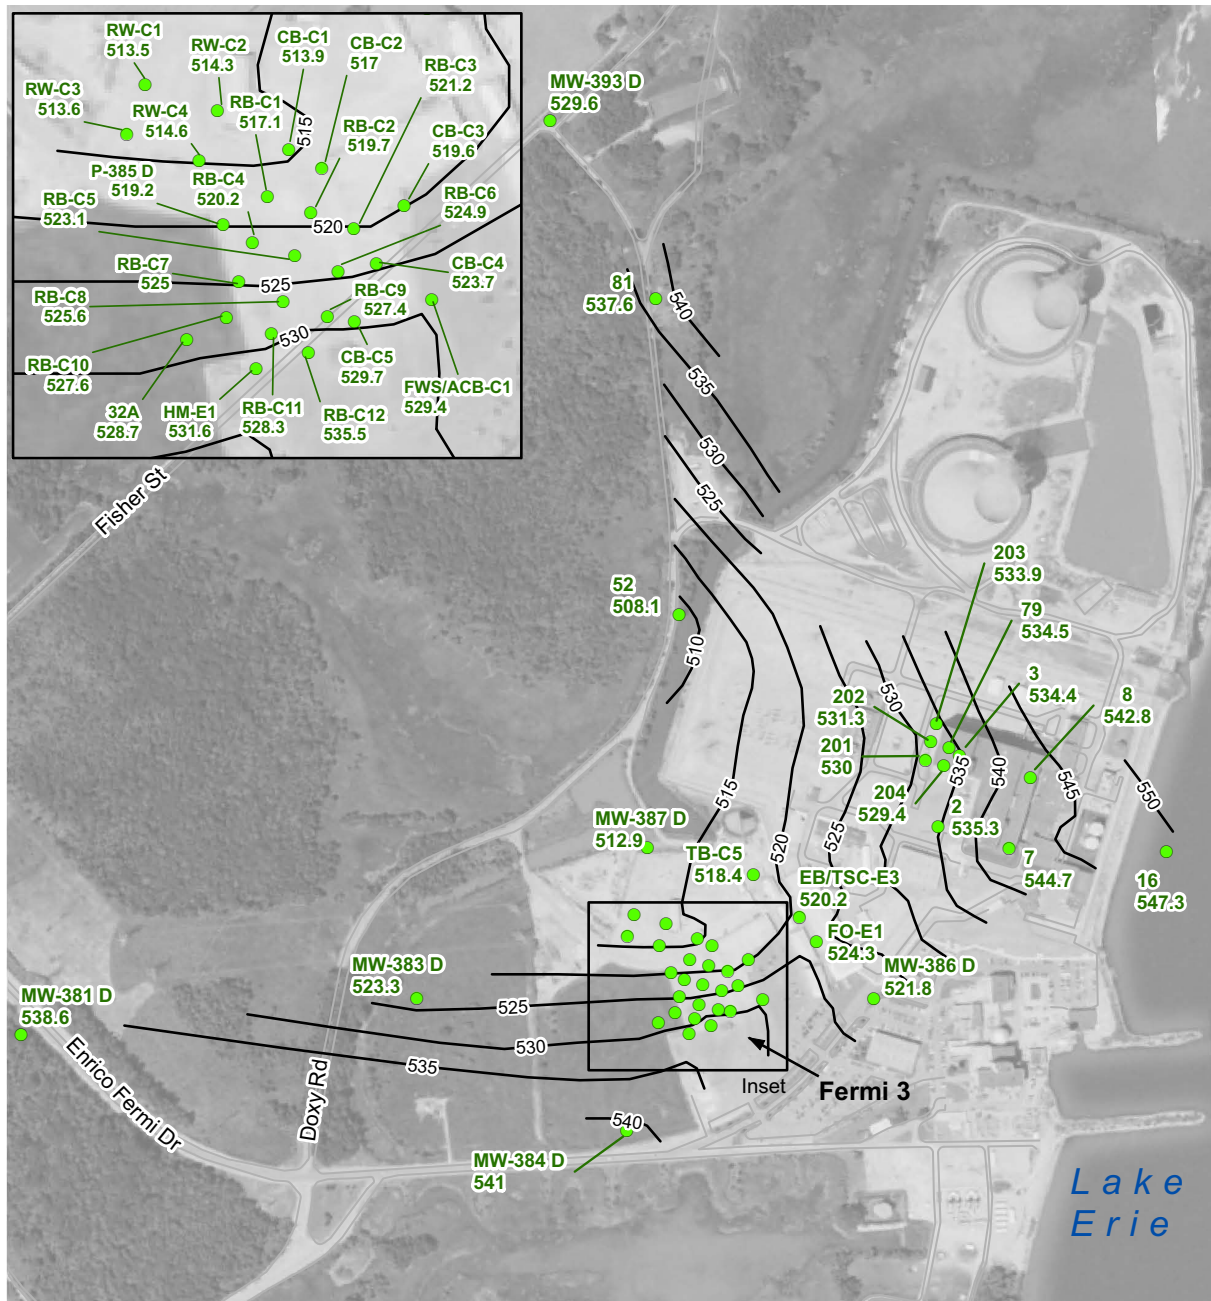 RW-C1
513.5
RW-C2
514.3
CB-C1
513.9
CB-C2
517
RB-C3
521.2
RW-C3
513.6
RW-C4
514.6
RB-C1
517.1
515
RB-C2
519.7
CB-C3
519.6
P-385 D
519.2
RB-C4
520.2
RB-C5
523.1
RB-C6
524.9
520
RB-C7
525
525
CB-C4
523.7
RB-C8
525.6
RB-C9
527.4
530
RB-C10
527.6
CB-C5
529.7
FWS/ACB-C1
529.4
32A
528.7
HM-E1
531.6
RB-C11
528.3
RB-C12
535.5
MW-393 D
529.6
81
537.6
540
535
530
525
Fisher St
52
508.1
510
203
533.9
79
534.5
3
534.4
8
542.8
202
531.3
530
201
530
535
540
545
550
204
529.4
2
535.3
515
520
525
MW-387 D
512.9
TB-C5
518.4
EB/TSC-E3
520.2
7
544.7
16
547.3
FO-E1
524.3
MW-386 D
521.8
MW-383 D
523.3
MW-381 D
538.6
525
530
535
Enrico Fermi Dr
Doxy Rd
Inset
Fermi 3
540
MW-384 D
541
Lake
Erie